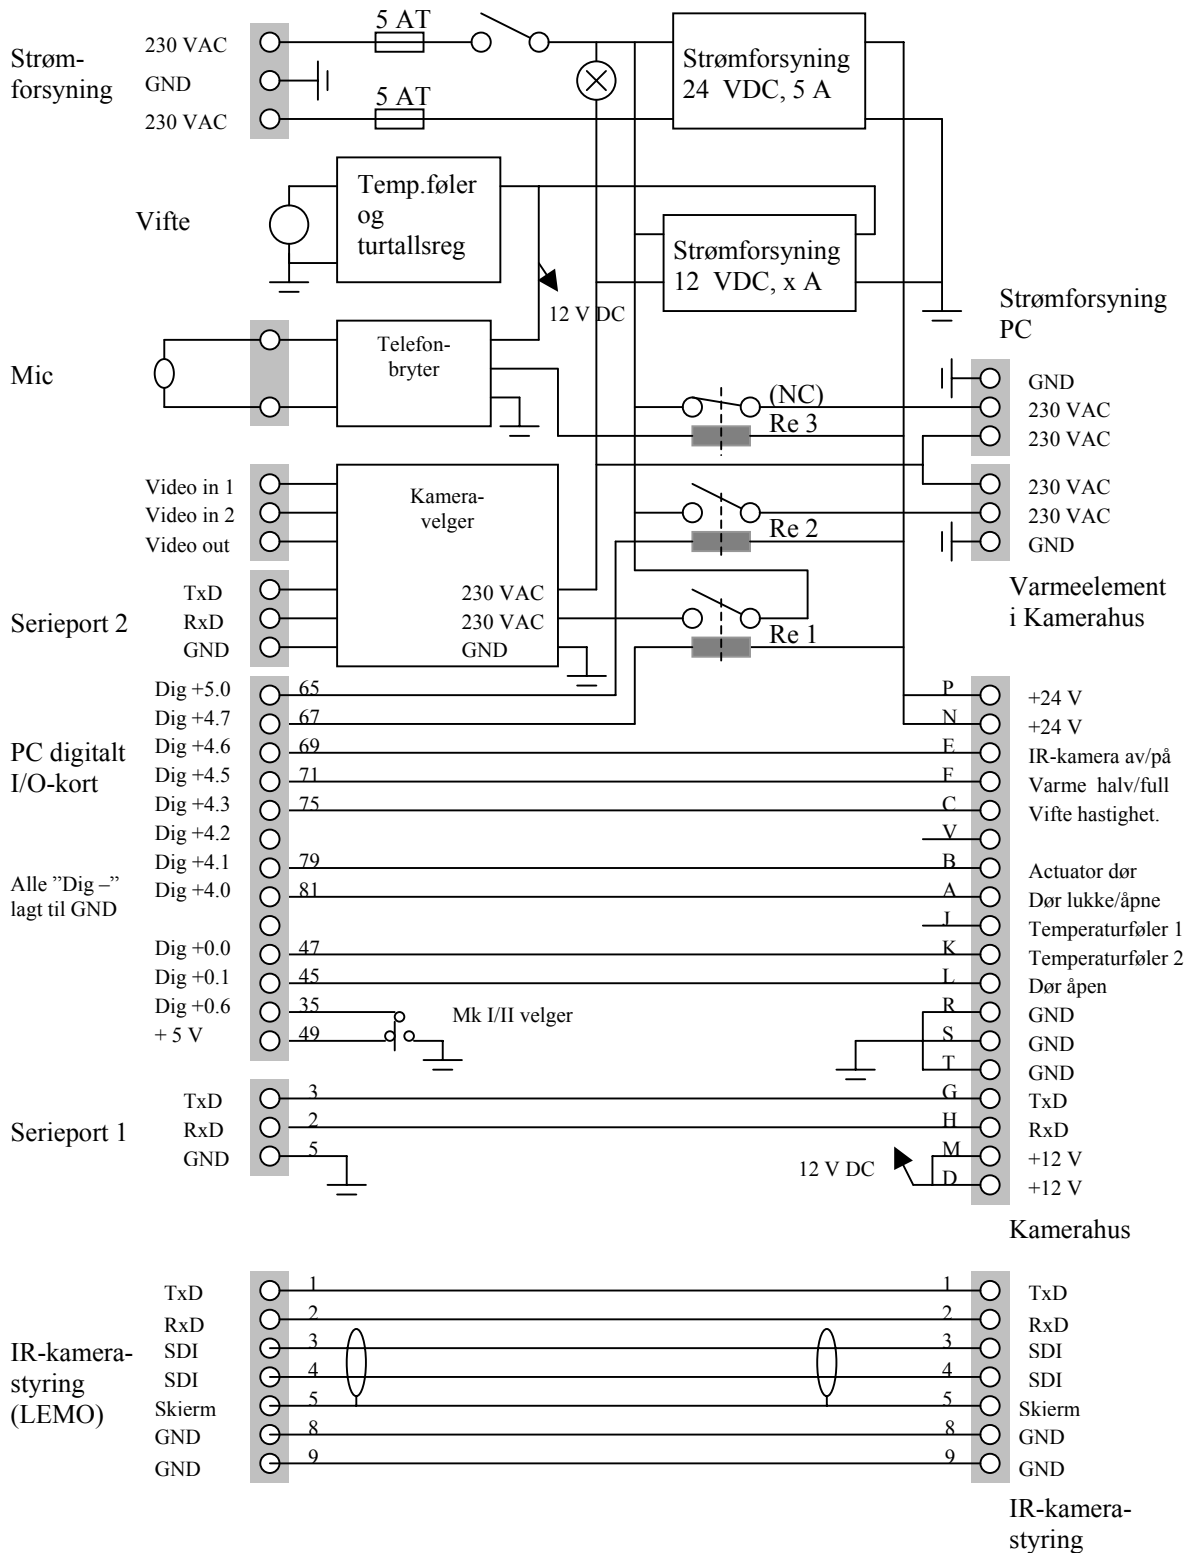 Strøm-
forsyning
230 VAC
GND
230 VAC
5 AT
5 AT
Strømforsyning
24 VDC, 5 A
Vifte
Temp.føler
og
turtallsreg
Strømforsyning
12 VDC, x A
12 V DC
Mic
Telefon-
bryter
(NC)
Re 3
Strømforsyning
PC
GND
230 VAC
230 VAC
Video in 1
Video in 2
Video out
Kamera-
velger
Re 2
230 VAC
230 VAC
GND
Varmeelement
i Kamerahus
Serieport 2
TxD
RxD
GND
230 VAC
230 VAC
GND
Re 1
PC digitalt
I/O-kort
Alle ”Dig –”
lagt til GND
Dig +5.0 65
Dig +4.7 67
Dig +4.6 69
Dig +4.5 71
Dig +4.3 75
Dig +4.2
Dig +4.1 79
Dig +4.0 81
Dig +0.0 47
Dig +0.1 45
Dig +0.6 35
+ 5 V 49
Mk I/II velger
P +24 V
N +24 V
E IR-kamera av/på
F Varme halv/full
C Vifte hastighet.
V
B Actuator dør
A Dør lukke/åpne
J Temperaturføler 1
K Temperaturføler 2
L Dør åpen
R GND
S GND
T GND
G TxD
H RxD
M +12 V
D +12 V
12 V DC
Kamerahus
Serieport 1
TxD 3
RxD 2
GND 5
IR-kamera-
styring
(LEMO)
TxD 1
RxD 2
SDI 3
SDI 4
Skjerm 5
GND 8
GND 9
1 TxD
2 RxD
3 SDI
4 SDI
5 Skjerm
8 GND
9 GND
IR-kamera-
styring